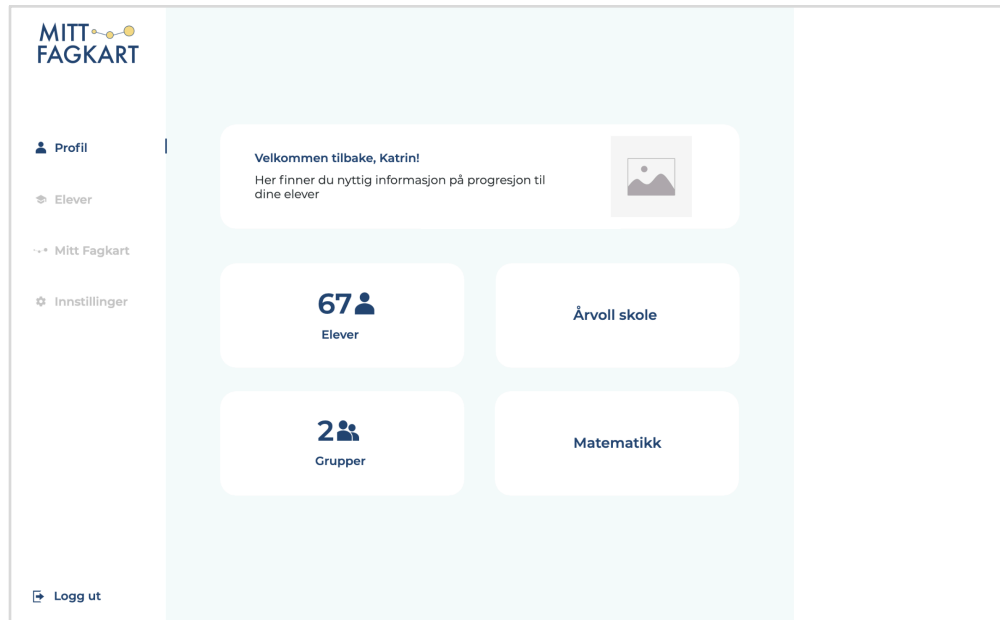 MITT
FAGKART
Profil
Elever
Mitt Fagkart
Innstillinger
Logg ut
Velkommen tilbake, Katrin!
Her finner du nyttig informasjon på progresjon til
dine elever
67
Elever
Årvoll skole
2
Grupper
Matematikk